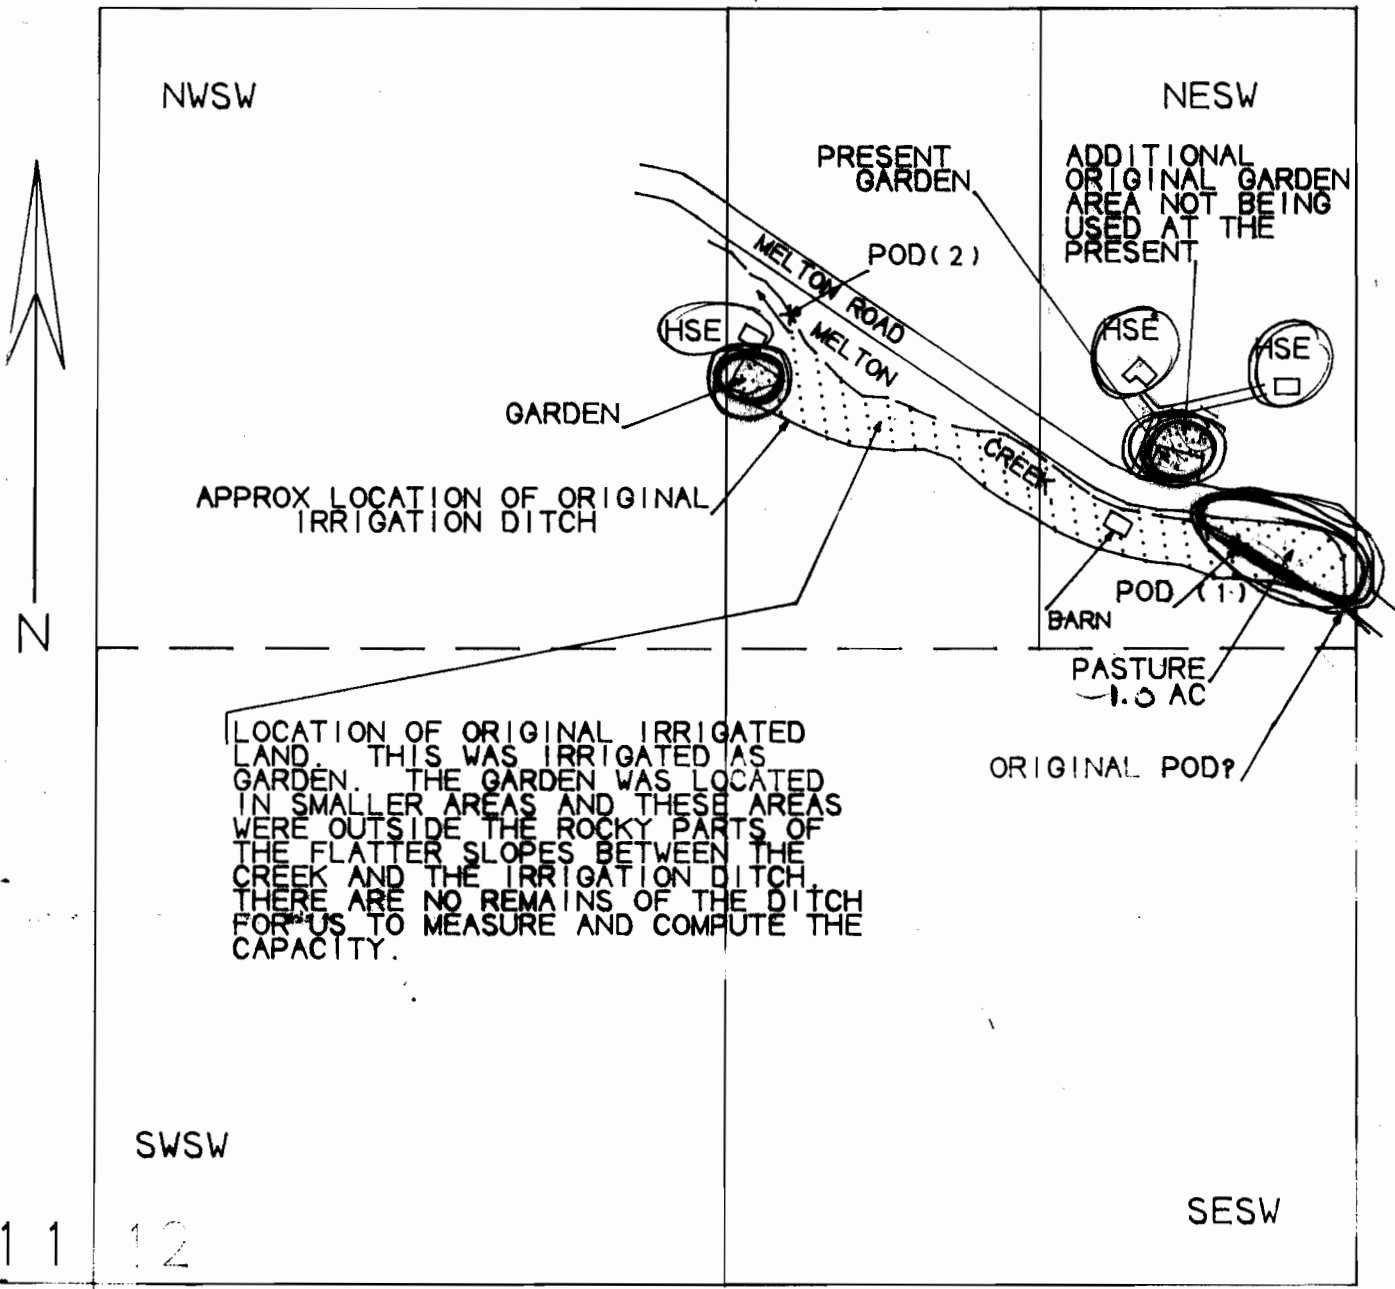 NWSW
NESW
PRESENT
GARDEN
ADDITIONAL
ORIGINAL GARDEN
AREA NOT BEING
USED AT THE
PRESENT
MELTON ROAD
POD(2)
MELTON
HSE
HSE
HSE
GARDEN
CREEK
APPROX LOCATION OF ORIGINAL
IRRIGATION DITCH
POD (1)
BARN
N
PASTURE
1.0 AC
ORIGINAL POD?
LOCATION OF ORIGINAL IRRIGATED
LAND. THIS WAS IRRIGATED AS
GARDEN. THE GARDEN WAS LOCATED
IN SMALLER AREAS AND THESE AREAS
WERE OUTSIDE THE ROCKY PARTS OF
THE FLATTER SLOPES BETWEEN THE
CREEK AND THE IRRIGATION DITCH.
THERE ARE NO REMAINS OF THE DITCH
FOR US TO MEASURE AND COMPUTE THE
CAPACITY.
SWSW
SESW
11 12